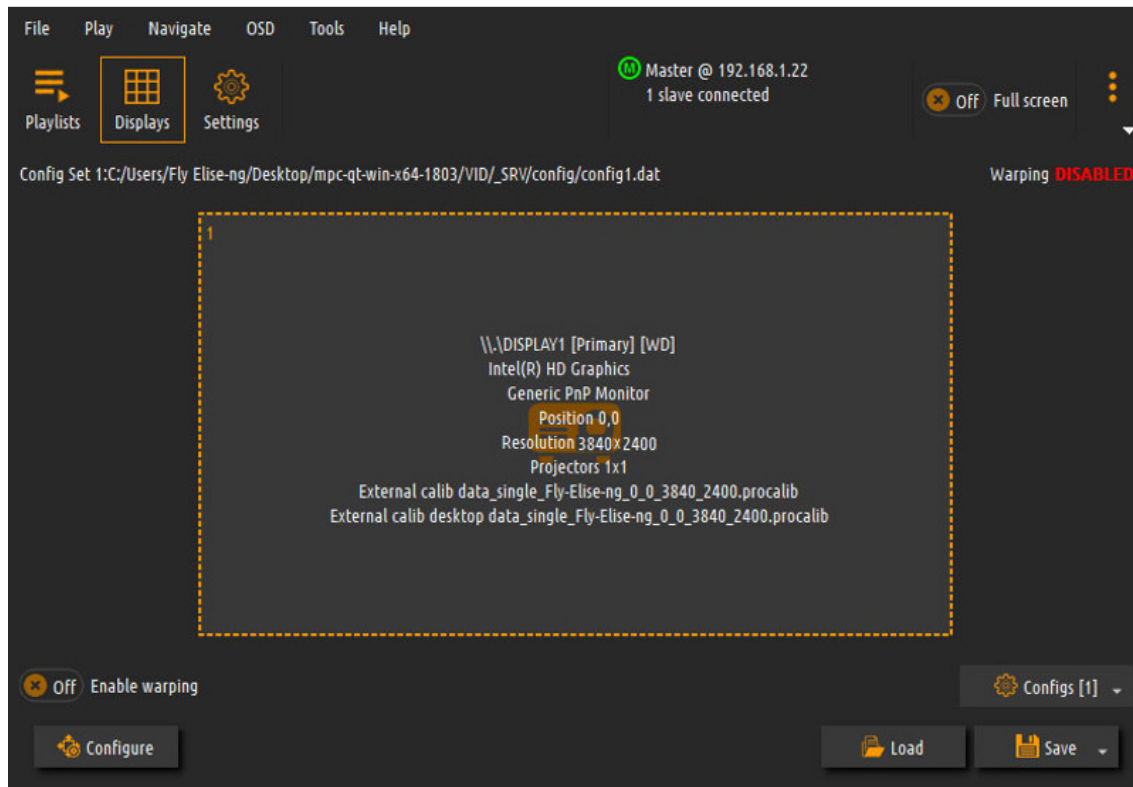 File Play Navigate OSD Tools Help
Playlists Displays Settings
M Master @ 192.168.1.22
1 slave connected
Off Full screen
Config Set 1:C:/Users/Fly Elise-ng/Desktop/mpc-qt-win-x64-1803/VID/_SRV/config/config1.dat
Warping DISABLED
1
\\.\DISPLAY1 [Primary] [WD]
Intel(R) HD Graphics
Generic PnP Monitor
Position 0,0
Resolution 3840x2400
Projectors 1x1
External calib data_single_Fly-Elise-ng_0_0_3840_2400.procalib
External calib desktop data_single_Fly-Elise-ng_0_0_3840_2400.procalib
Off Enable warping
Configs [1]
Configure
Load
Save